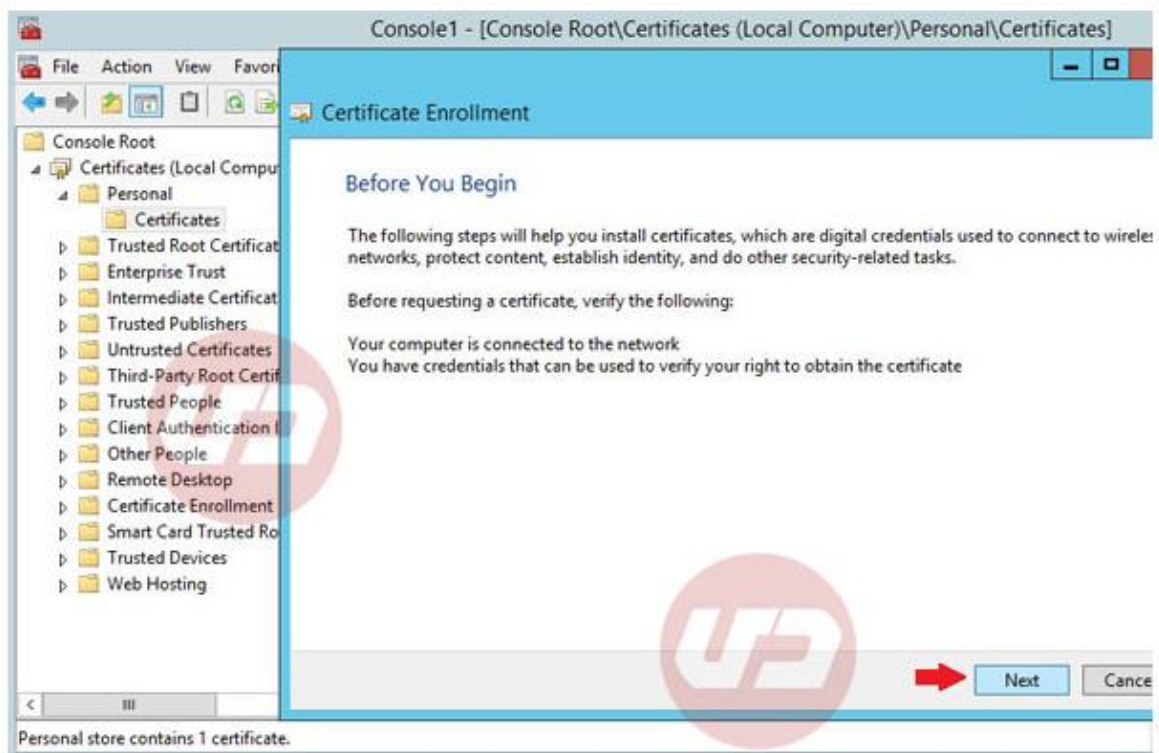 Console1 - [Console Root\Certificates (Local Computer)\Personal\Certificates]
File Action View Favori
Certificate Enrollment
Console Root
Certificates (Local Compu
Personal
Certificates
Trusted Root Certificat
Enterprise Trust
Intermediate Certificat
Trusted Publishers
Untrusted Certificates
Third-Party Root Certif
Trusted People
Client Authentication I
Other People
Remote Desktop
Certificate Enrollment
Smart Card Trusted Ro
Trusted Devices
Web Hosting
Before You Begin
The following steps will help you install certificates, which are digital credentials used to connect to wireles
networks, protect content, establish identity, and do other security-related tasks.
Before requesting a certificate, verify the following:
Your computer is connected to the network
You have credentials that can be used to verify your right to obtain the certificate
Next Cance
Personal store contains 1 certificate.